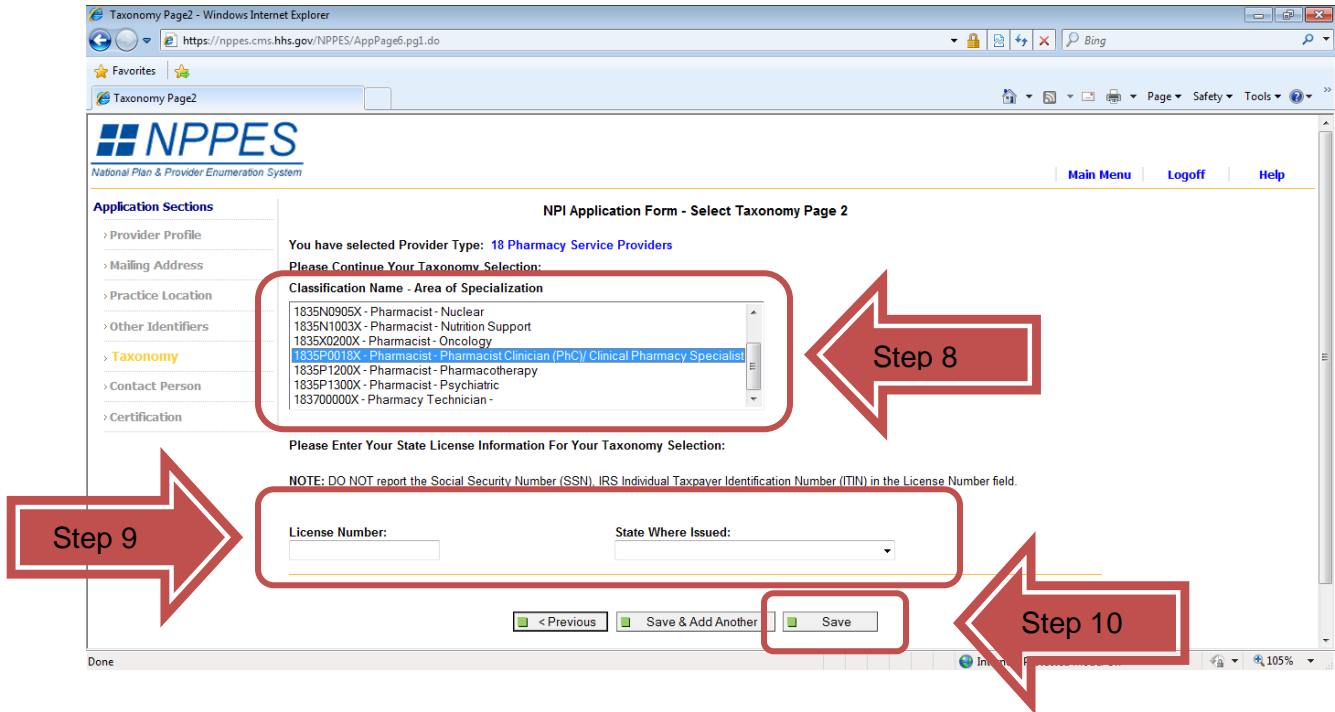 Taxonomy Page2 - Windows Internet Explorer
https://nppes.cms.hhs.gov/NPPES/AppPage6.pg1.do
Bing
Favorites
Taxonomy Page2
Page Safety Tools
NPPES
National Plan & Provider Enumeration System
Main Menu Logoff Help
Application Sections
Provider Profile
Mailing Address
Practice Location
Other Identifiers
Taxonomy
Contact Person
Certification
NPI Application Form - Select Taxonomy Page 2
You have selected Provider Type: 18 Pharmacy Service Providers
Please Continue Your Taxonomy Selection:
Classification Name - Area of Specialization
1835N0905X - Pharmacist - Nuclear
1835N1003X - Pharmacist - Nutrition Support
1835X0200X - Pharmacist - Oncology
1835P0018X - Pharmacist - Pharmacist Clinician (PhC)/ Clinical Pharmacy Specialist
1835P1200X - Pharmacist - Pharmacotherapy
1835P1300X - Pharmacist - Psychiatric
183700000X - Pharmacy Technician -
Step 8
Please Enter Your State License Information For Your Taxonomy Selection:
NOTE: DO NOT report the Social Security Number (SSN), IRS Individual Taxpayer Identification Number (ITIN) in the License Number field.
Step 9
License Number: State Where Issued:
< Previous Save & Add Another Save
Step 10
Done
105%